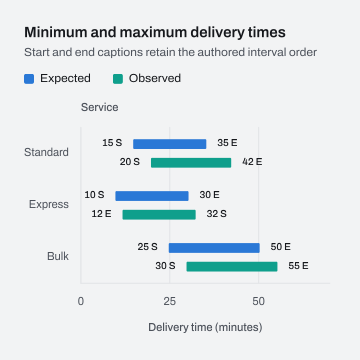 Minimum and maximum delivery times
Start and end captions retain the authored interval order
Expected Observed
Service
Standard
15 S 35 E
20 S 42 E
Express
10 S 30 E
12 E 32 S
Bulk
25 S 50 E
30 S 55 E
0 25 50
Delivery time (minutes)